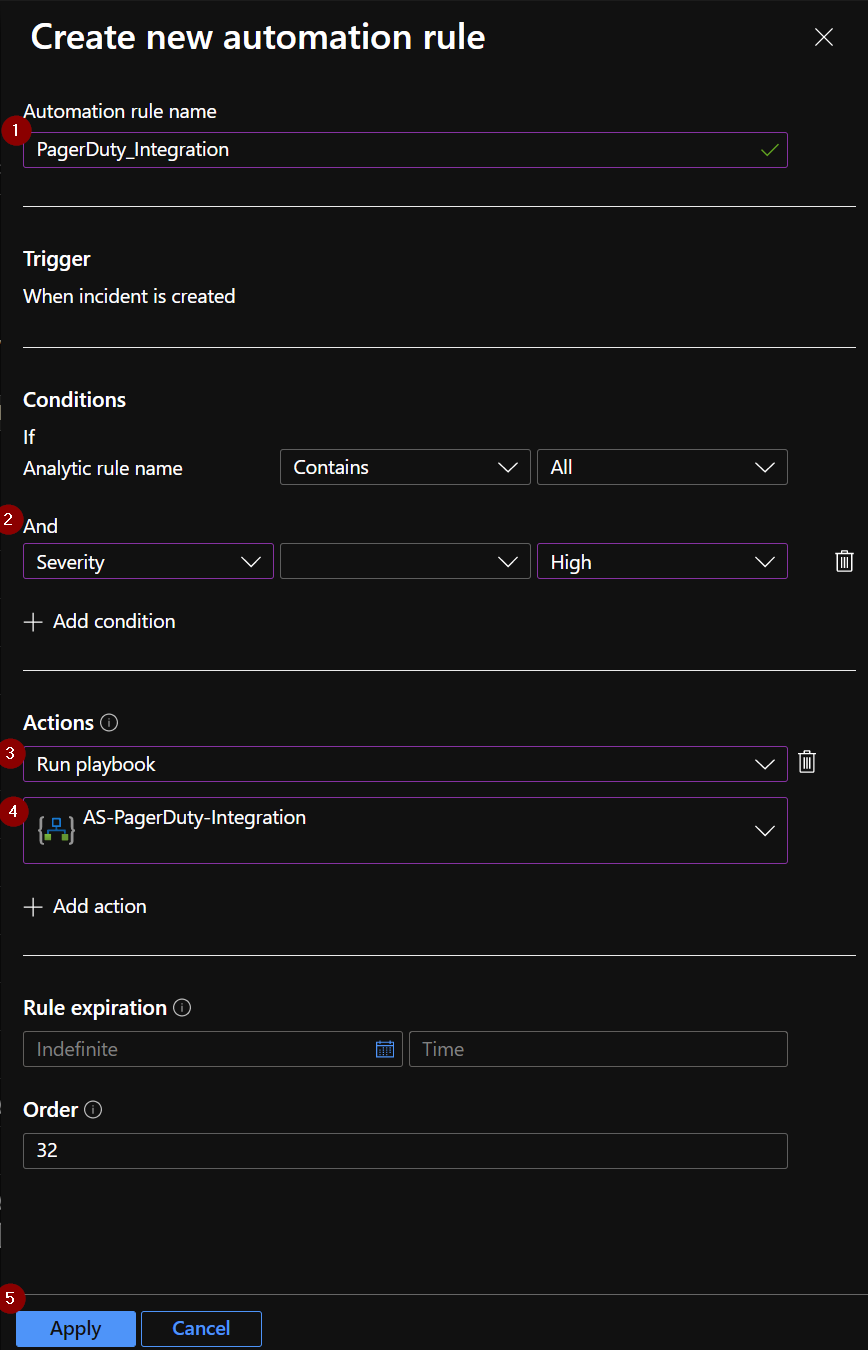 Create new automation rule
Automation rule name
1
PagerDuty_Integration
Trigger
When incident is created
Conditions
If
Analytic rule name Contains All
2 And
Severity High
Add condition
Actions
3 Run playbook
4 AS-PagerDuty-Integration
Add action
Rule expiration
Indefinite Time
Order
32
5
Apply Cancel